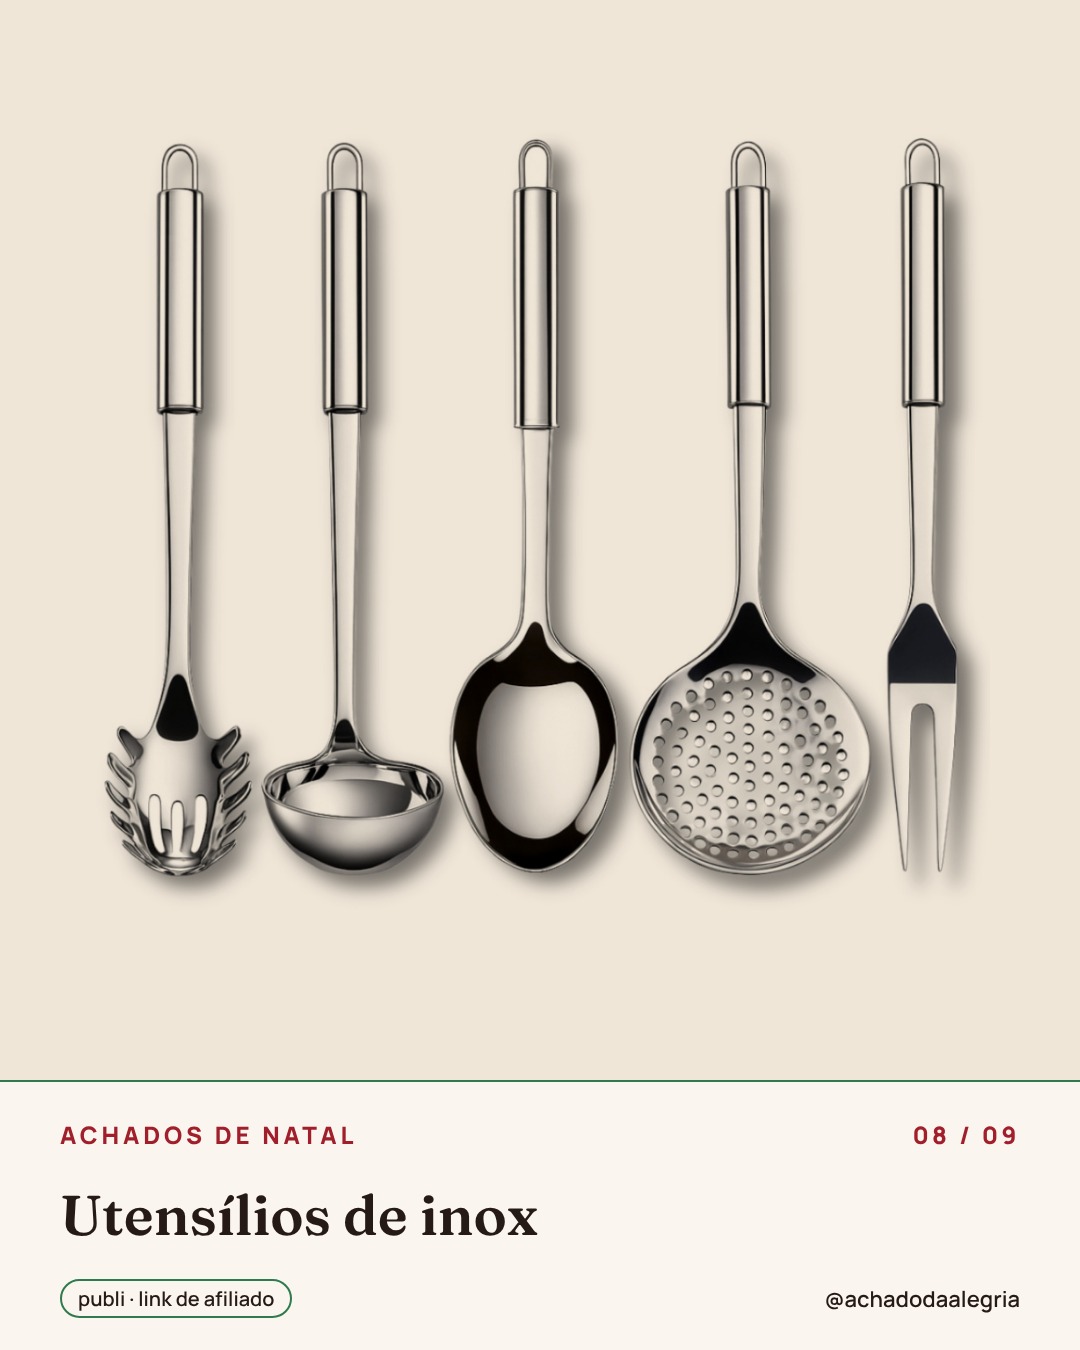 ACHADOS DE NATAL
08 / 09
Utensílios de inox
publi · link de afiliado
@achadodaalegria